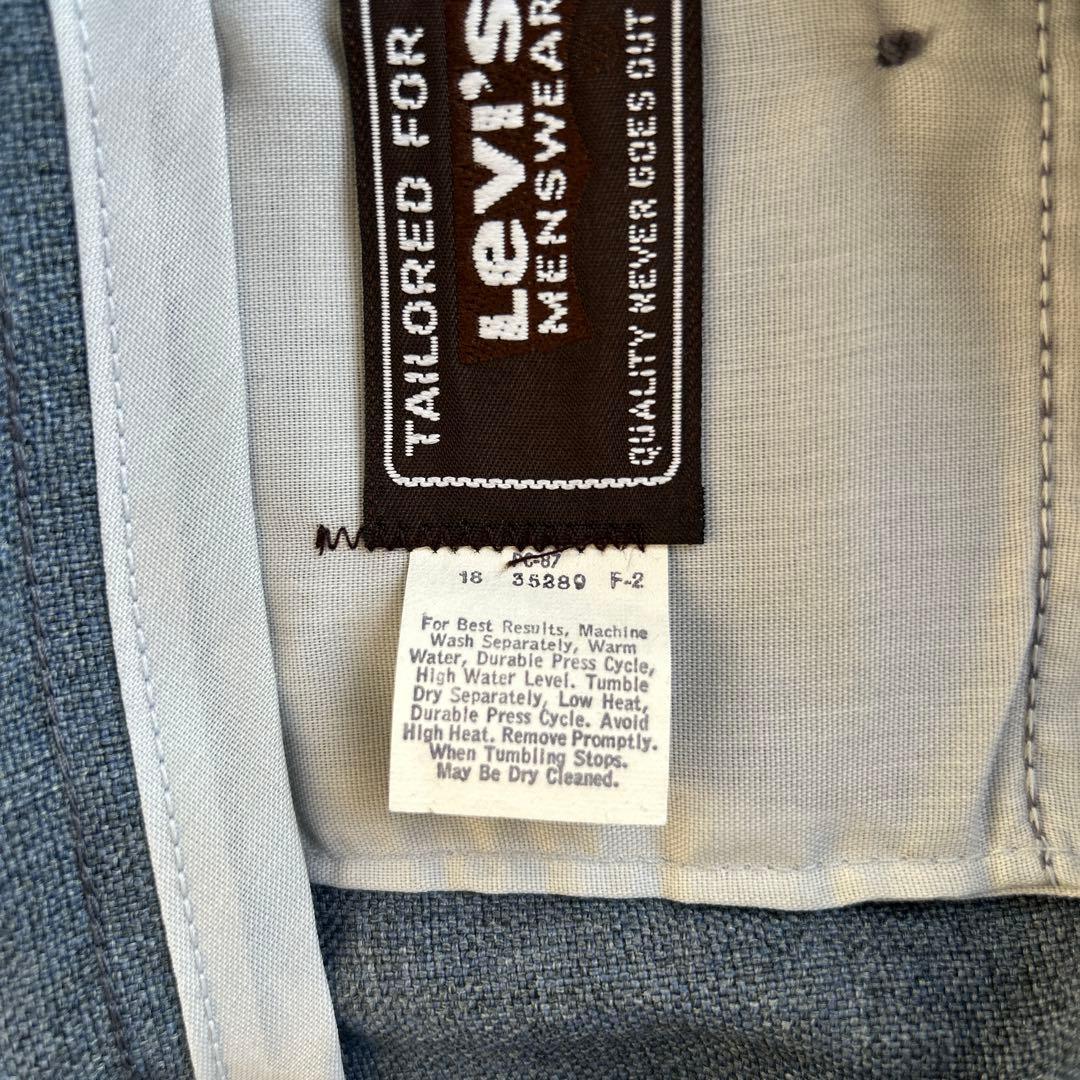 TAILORED FOR
Levi's
MENSWEAR
QUALITY NEVER GOES OUT
18 35289 F-2
For Best Results, Machine
Wash Separately, Warm
Water, Durable Press Cycle,
High Water Level. Tumble
Dry Separately, Low Heat,
Durable Press Cycle. Avoid
High Heat. Remove Promptly.
When Tumbling Stops.
May Be Dry Cleaned.